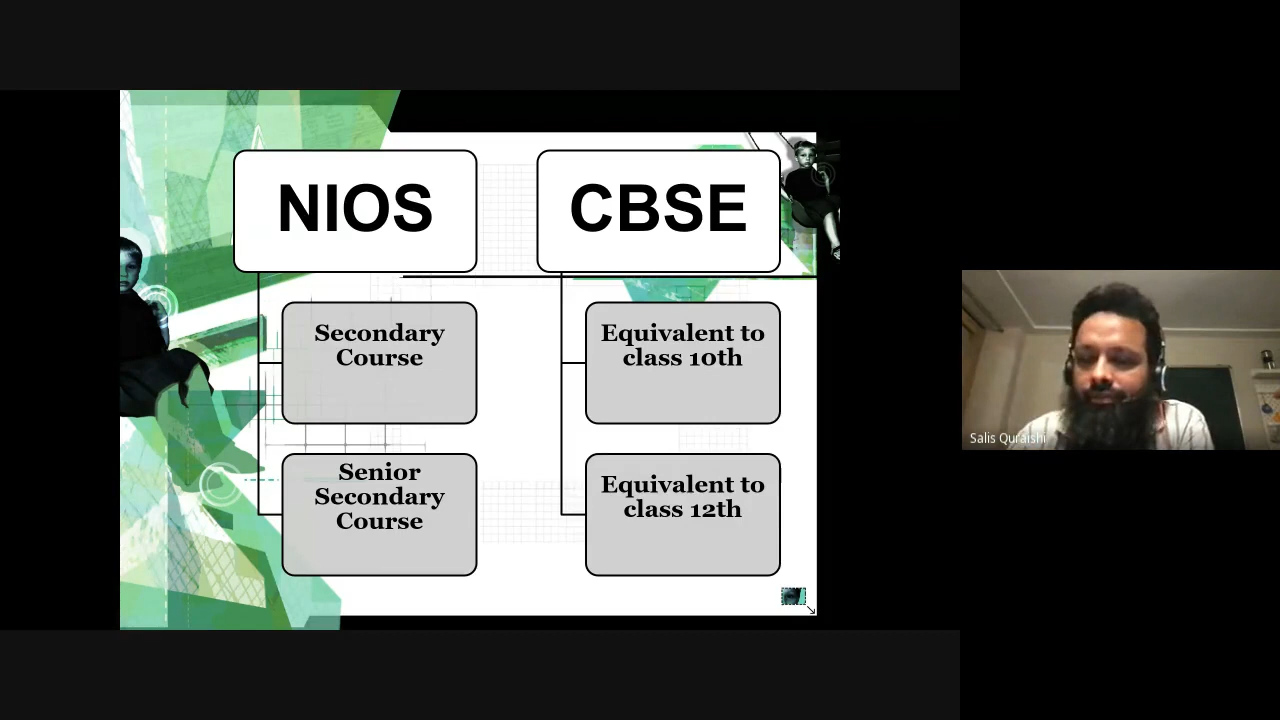 NIOS
CBSE
Secondary
Course
Equivalent to
class 10th
Senior
Secondary
Course
Equivalent to
class 12th
Salis Quraishi